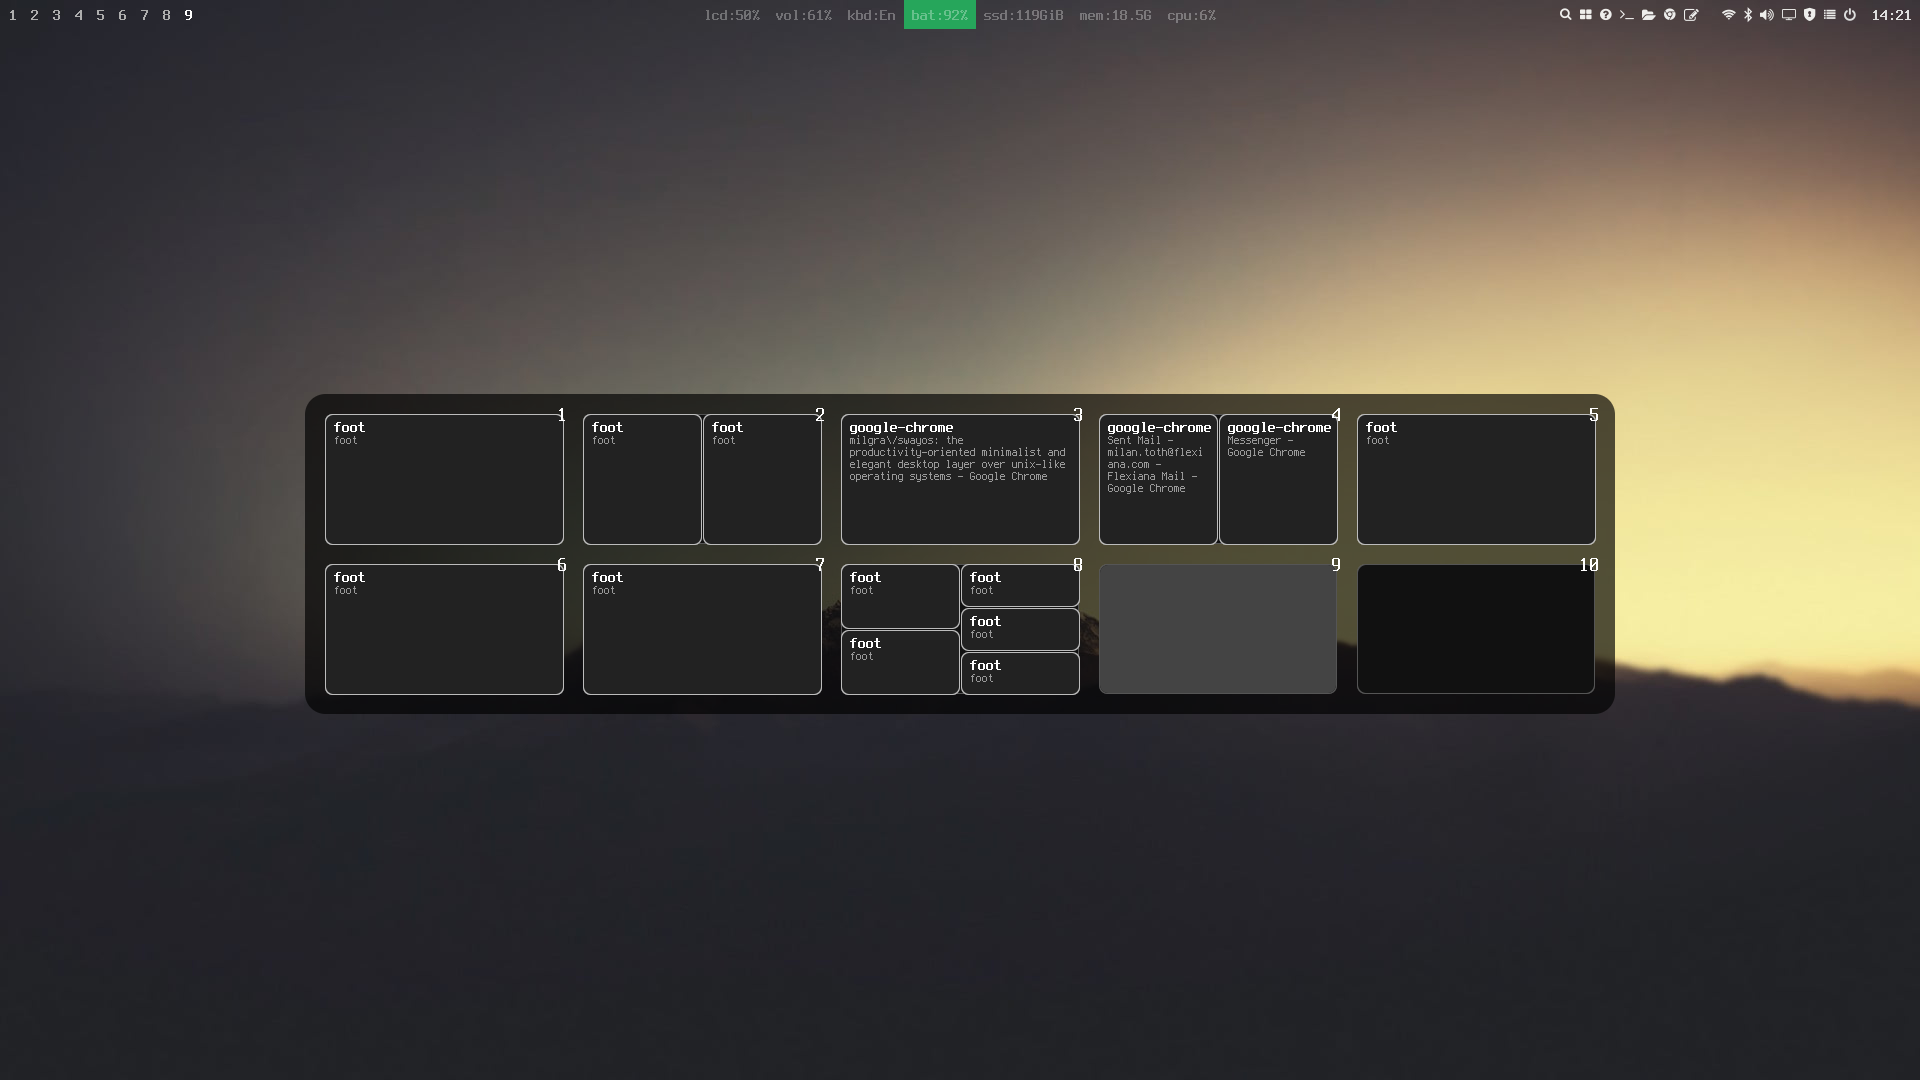 1 2 3 4 5 6 7 8 9
lcd:50% vol:61% kbd:En bat:92% ssd:119GiB mem:18.5G cpu:6%
14:21
1
foot
foot
2
foot
foot
foot
foot
3
google-chrome
milgra\/swayos: the
productivity-oriented minimalist and
elegant desktop layer over unix-like
operating systems - Google Chrome
4
google-chrome
Sent Mail -
milan.toth@flexi
ana.com -
Flexiana Mail -
Google Chrome
google-chrome
Messenger -
Google Chrome
5
foot
foot
6
foot
foot
7
foot
foot
8
foot
foot
foot
foot
foot
foot
foot
foot
foot
foot
9
10